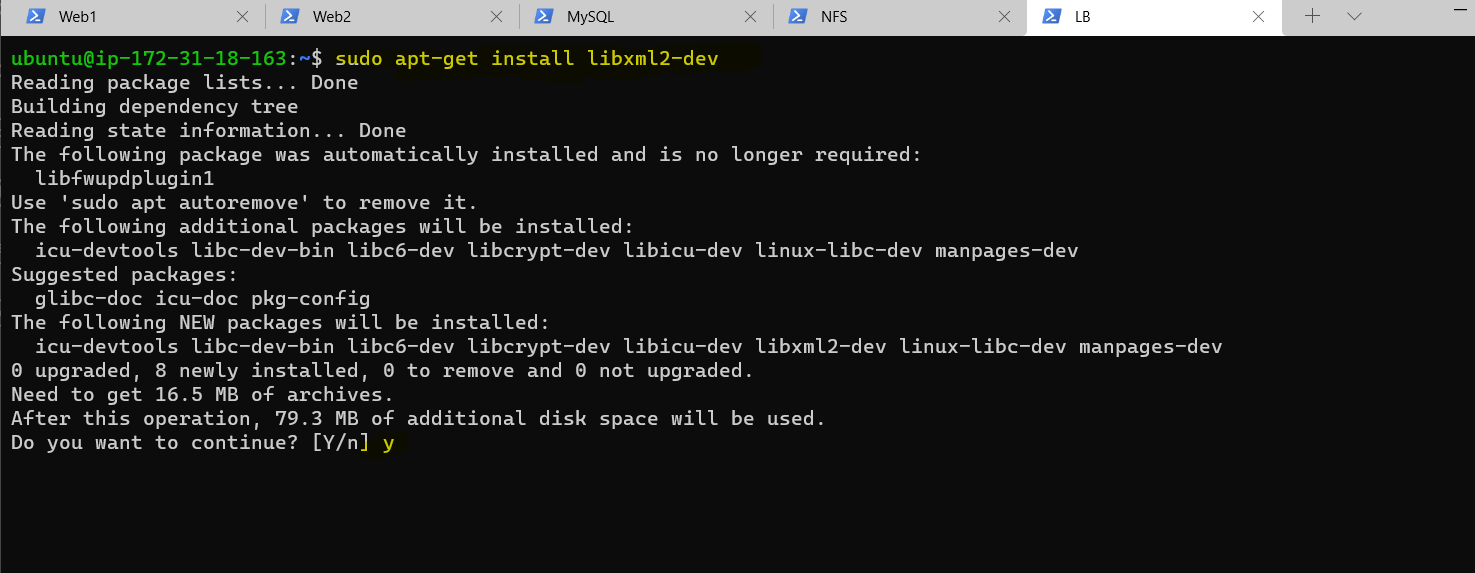 Web1 Web2 MySQL NFS LB
ubuntu@ip-172-31-18-163:~$ sudo apt-get install libxml2-dev
Reading package lists... Done
Building dependency tree
Reading state information... Done
The following package was automatically installed and is no longer required:
  libfwupdplugin1
Use 'sudo apt autoremove' to remove it.
The following additional packages will be installed:
  icu-devtools libc-dev-bin libc6-dev libcrypt-dev libicu-dev linux-libc-dev manpages-dev
Suggested packages:
  glibc-doc icu-doc pkg-config
The following NEW packages will be installed:
  icu-devtools libc-dev-bin libc6-dev libcrypt-dev libicu-dev libxml2-dev linux-libc-dev manpages-dev
0 upgraded, 8 newly installed, 0 to remove and 0 not upgraded.
Need to get 16.5 MB of archives.
After this operation, 79.3 MB of additional disk space will be used.
Do you want to continue? [Y/n] y